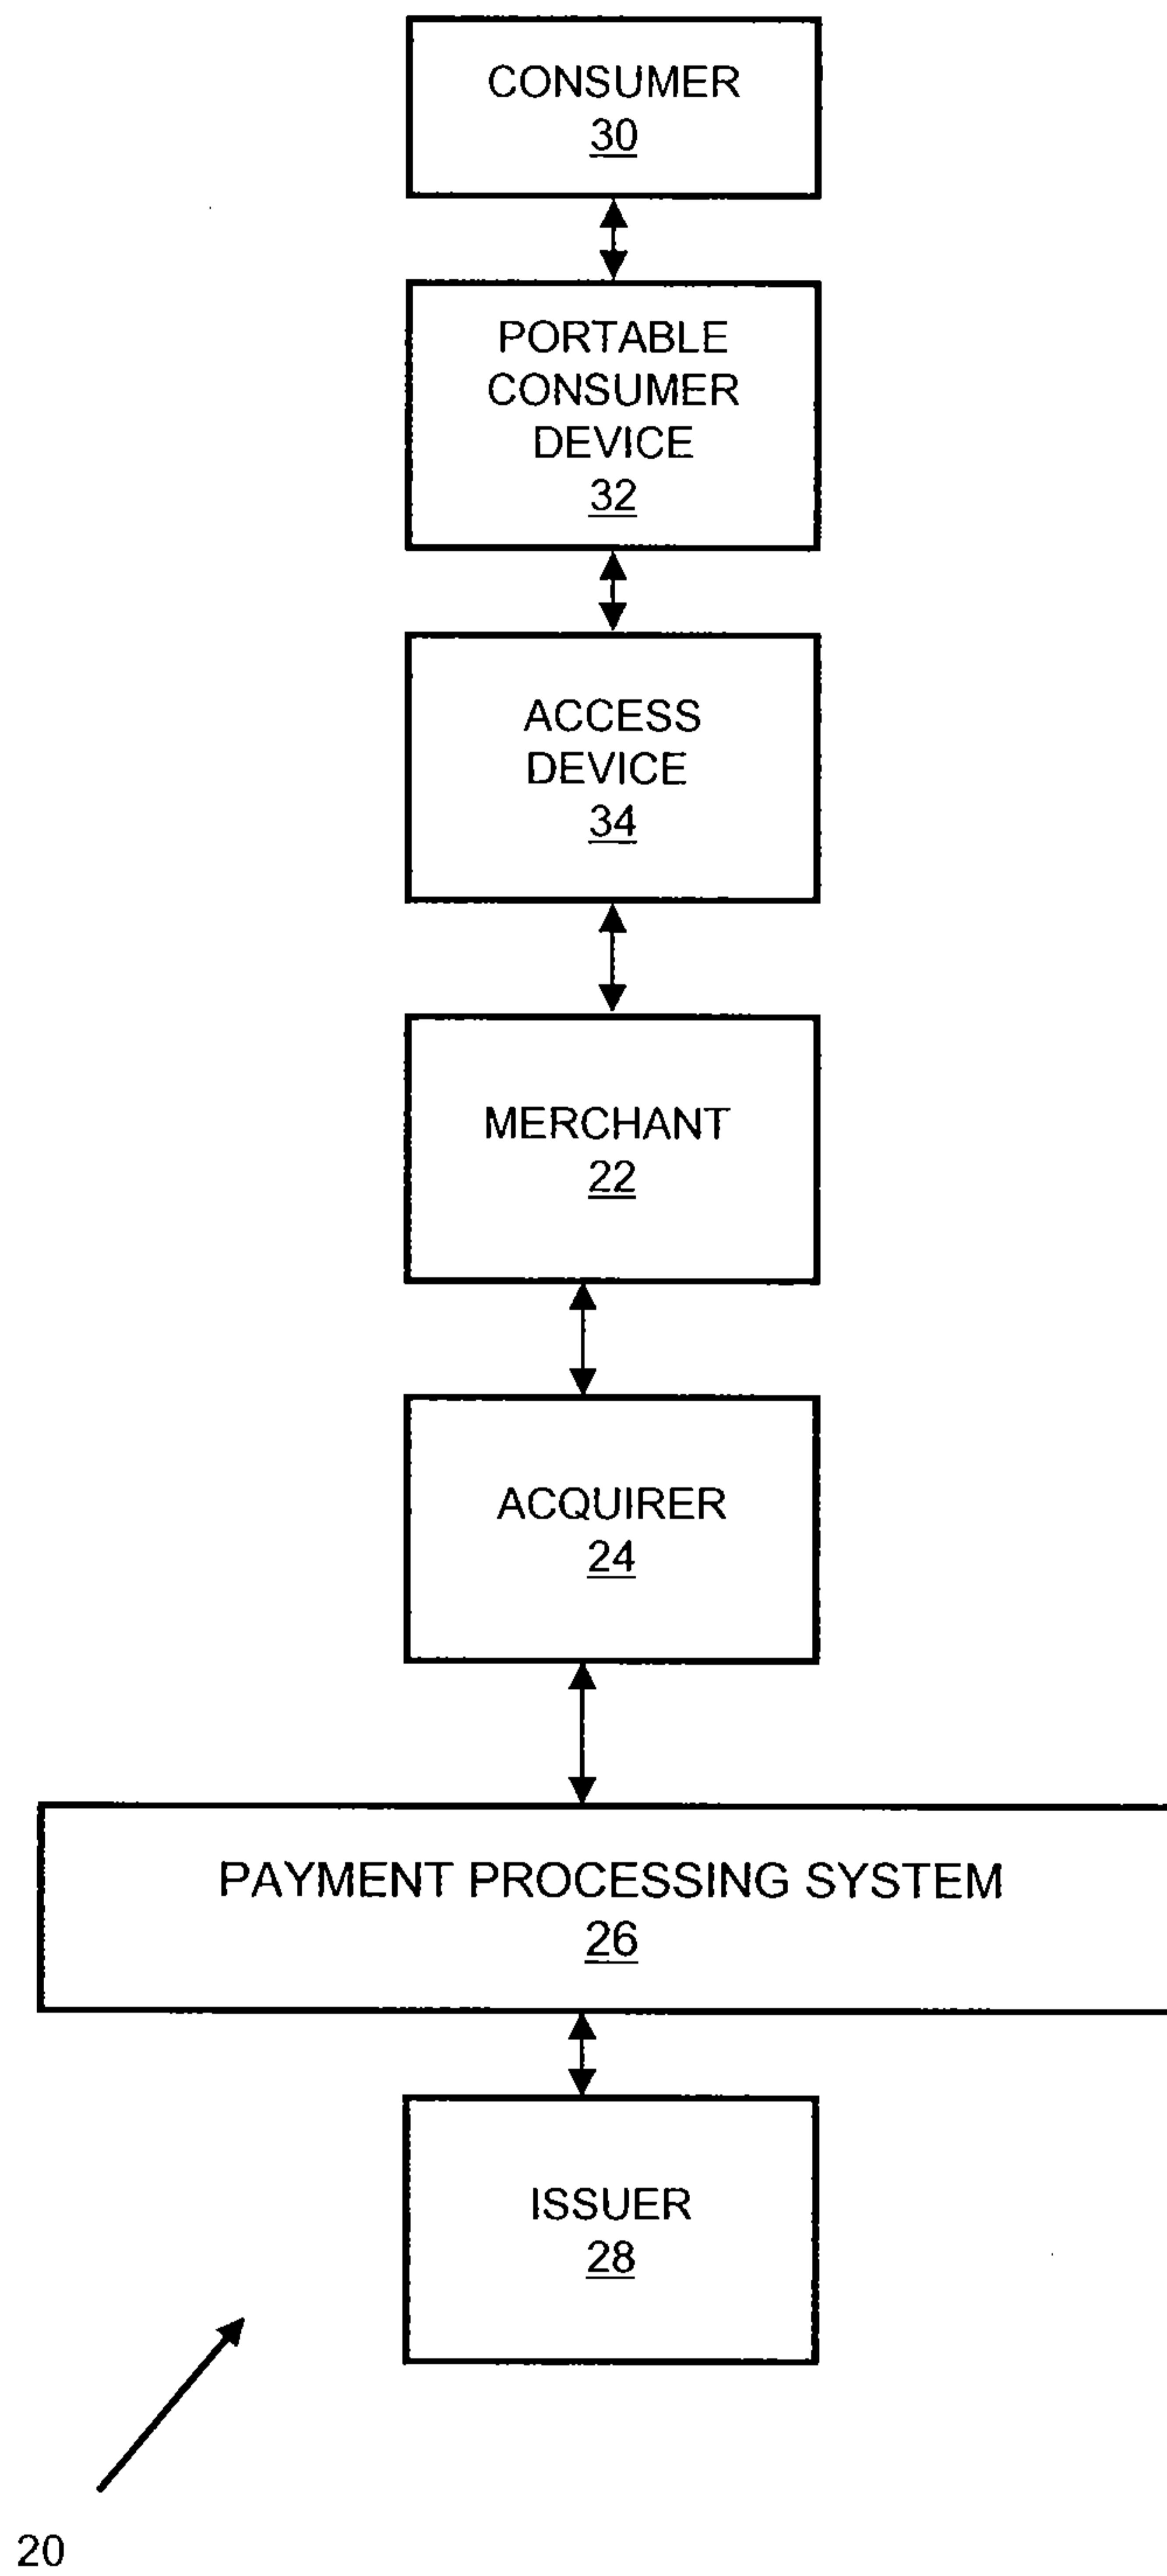 CONSUMER
30
PORTABLE
CONSUMER
DEVICE
32
ACCESS
DEVICE
34
MERCHANT
22
ACQUIRER
24
PAYMENT PROCESSING SYSTEM
26
ISSUER
28
20